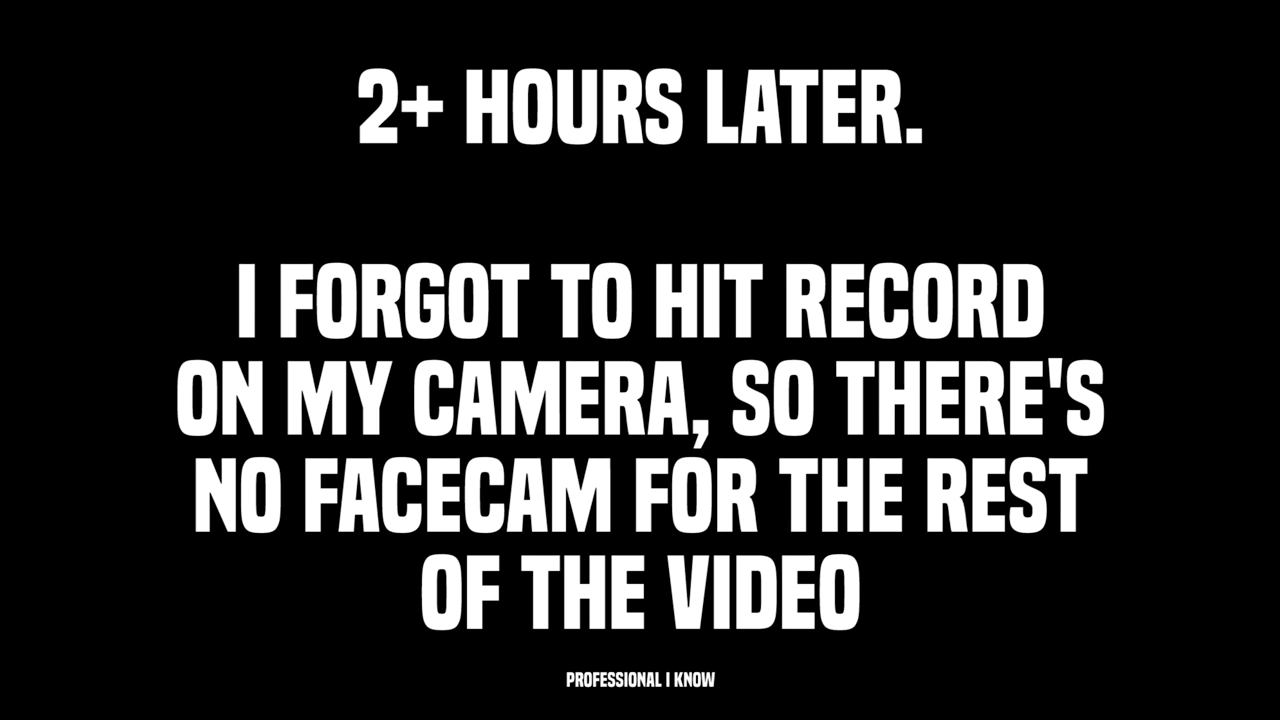 2+ HOURS LATER.
I FORGOT TO HIT RECORD
ON MY CAMERA, SO THERE'S
NO FACECAM FOR THE REST
OF THE VIDEO
PROFESSIONAL I KNOW